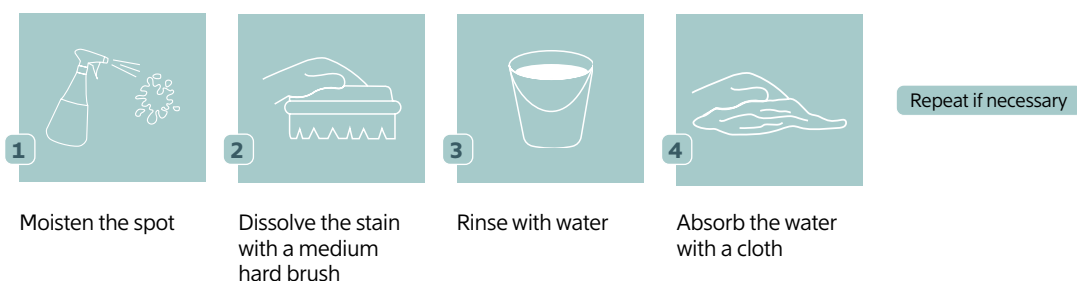 1
Moisten the spot
2
Dissolve the stain
with a medium
hard brush
3
Rinse with water
4
Absorb the water
with a cloth
Repeat if necessary